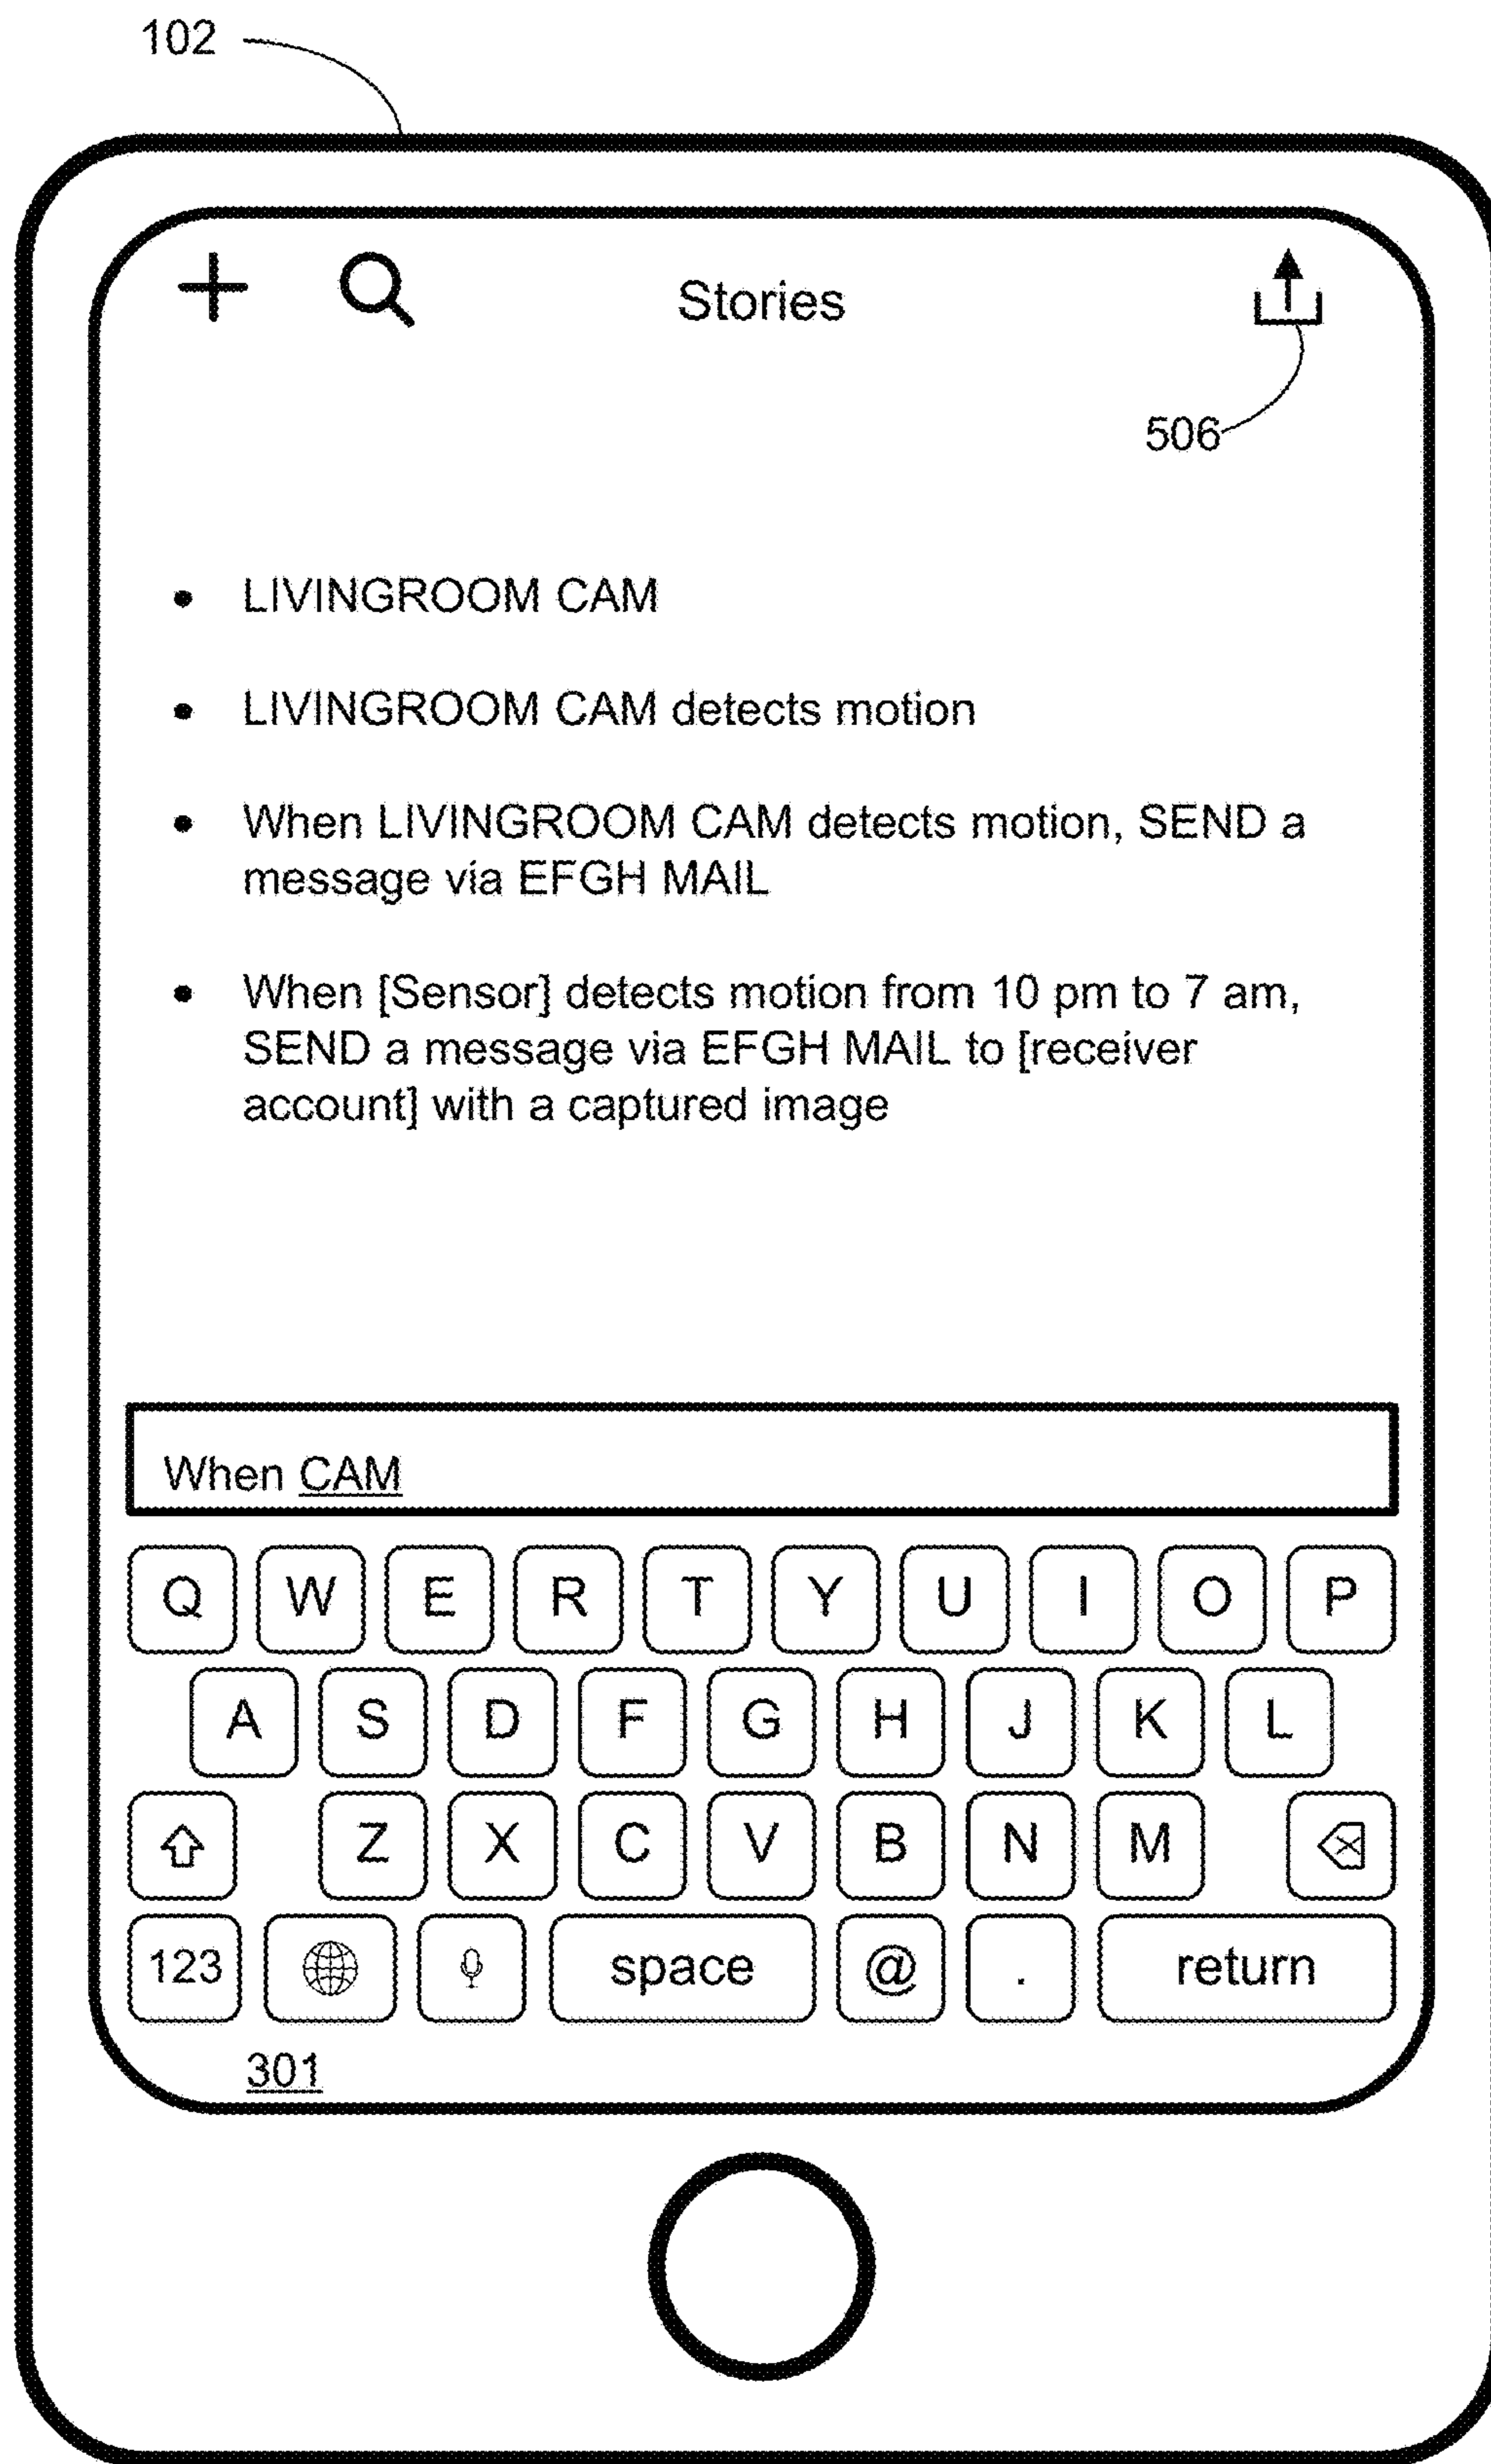 102
Stories
506
• LIVINGROOM CAM
• LIVINGROOM CAM detects motion
• When LIVINGROOM CAM detects motion, SEND a
message via EFGH MAIL
• When [Sensor] detects motion from 10 pm to 7 am,
SEND a message via EFGH MAIL to [receiver
account] with a captured image
When CAM
Q W E R T Y U I O P
A S D F G H J K L
Z X C V B N M
123 space @ . return
301